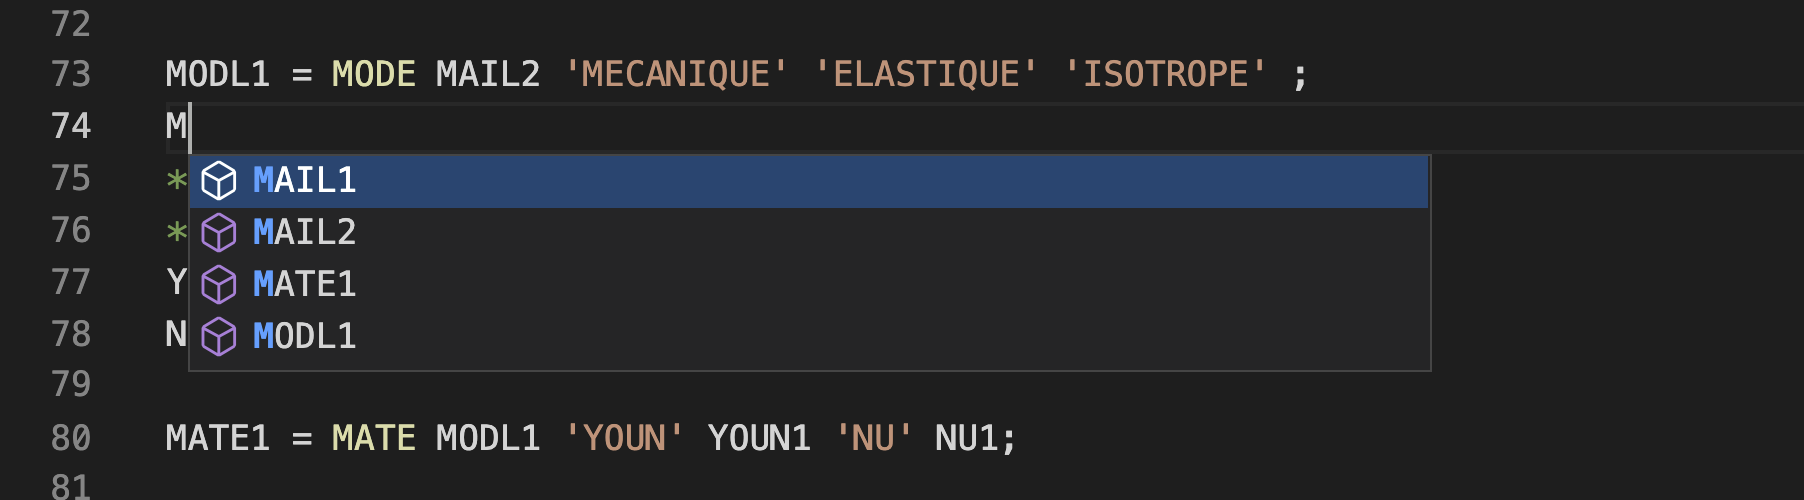 72
73 MODL1 = MODE MAIL2 'MECANIQUE' 'ELASTIQUE' 'ISOTROPE' ;
74 M
75 * MAIL1
76 * MAIL2
77 Y MATE1
78 N MODL1
79
80 MATE1 = MATE MODL1 'YOUN' YOUN1 'NU' NU1;
81